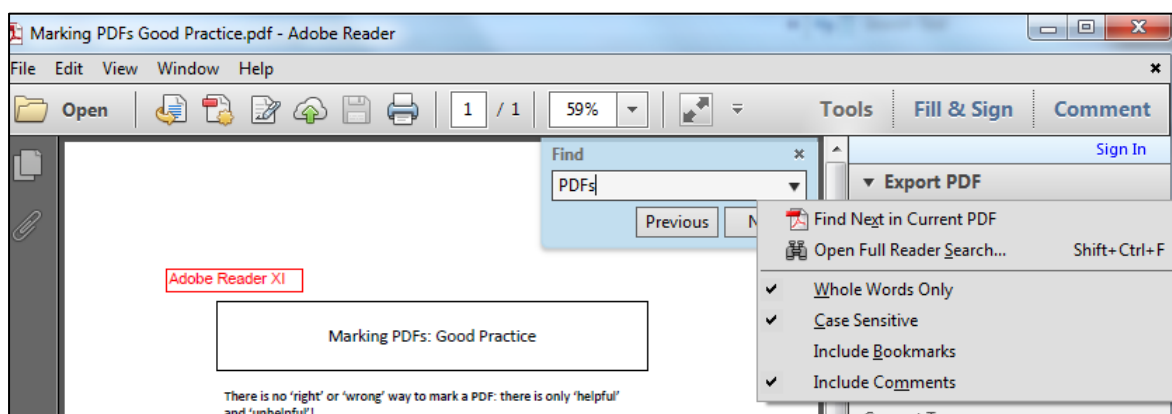 Marking PDFs Good Practice.pdf - Adobe Reader
File Edit View Window Help
Open 1 / 1 59% Tools Fill & Sign Comment
Sign In
Find
Export PDF
PDFs
Previous N
Find Next in Current PDF
Open Full Reader Search... Shift+Ctrl+F
Whole Words Only
Case Sensitive
Include Bookmarks
Include Comments
Adobe Reader XI
Marking PDFs: Good Practice
There is no ‘right’ or ‘wrong’ way to mark a PDF: there is only ‘helpful’
and ‘unhelpful’!